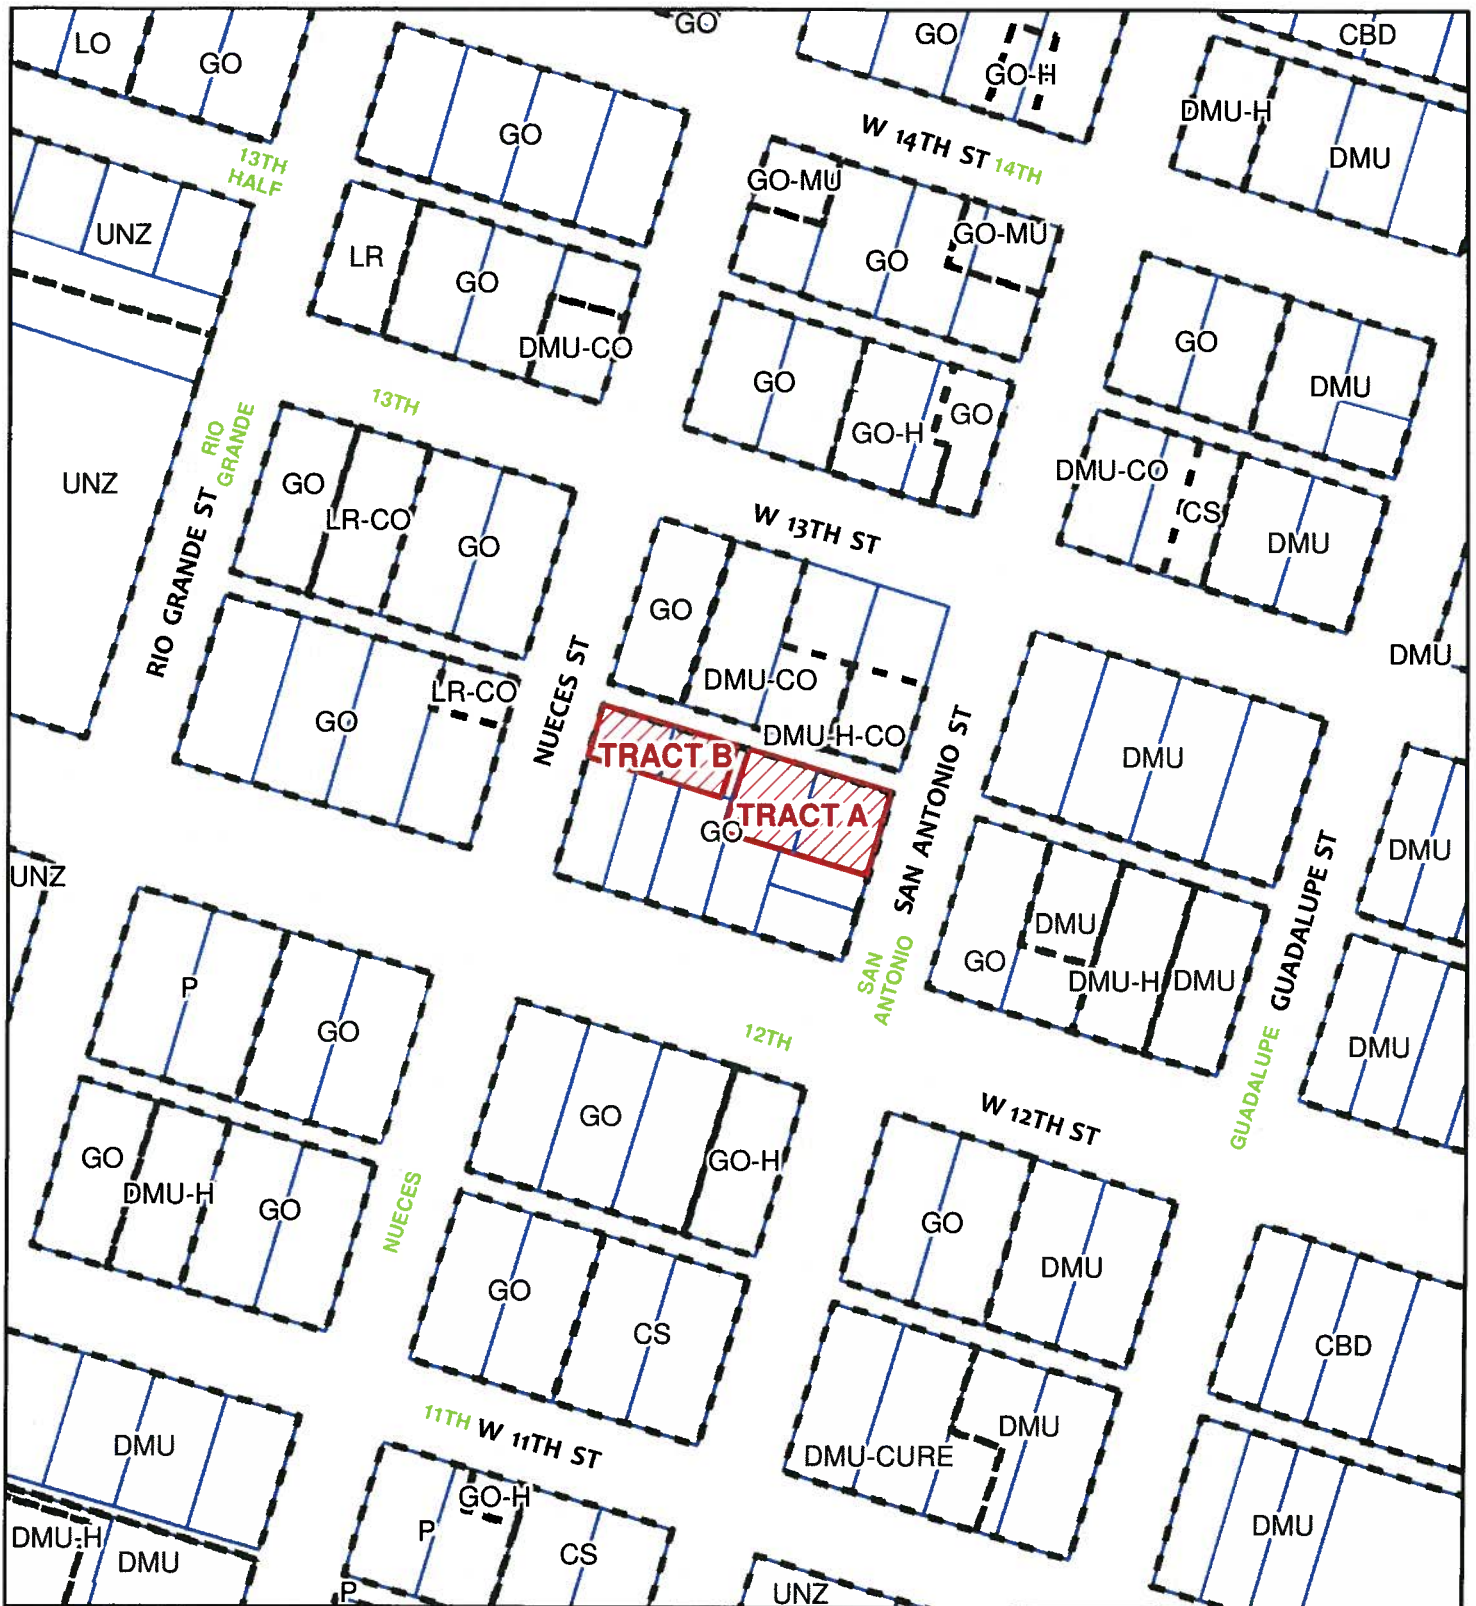 GO
LO
GO
GO
GO-H
CBD
DMU-H
DMU
GO
W 14TH ST
14TH
13TH
HALF
UNZ
GO-MU
GO
GO-MU
LR
GO
DMU-CO
GO
DMU
GO
GO-H
GO
13TH
RIO
GRANDE
UNZ
RIO GRANDE ST
GO
LR-CO
GO
DMU-CO
CS
DMU
W 13TH ST
GO
DMU-CO
DMU-H-CO
DMU
NUECES ST
LR-CO
GO
SAN ANTONIO ST
DMU
TRACT B
TRACT A
GO
DMU
UNZ
GUADALUPE ST
DMU
GO
DMU-H
DMU
SAN
ANTONIO
P
GO
12TH
DMU
GUADALUPE
W 12TH ST
GO
GO-H
GO
DMU-H
GO
NUECES
GO
DMU
GO
CS
CBD
11TH
W 11TH ST
DMU
DMU-CURE
DMU
P
GO-H
CS
DMU
DMU-H
DMU
P
UNZ